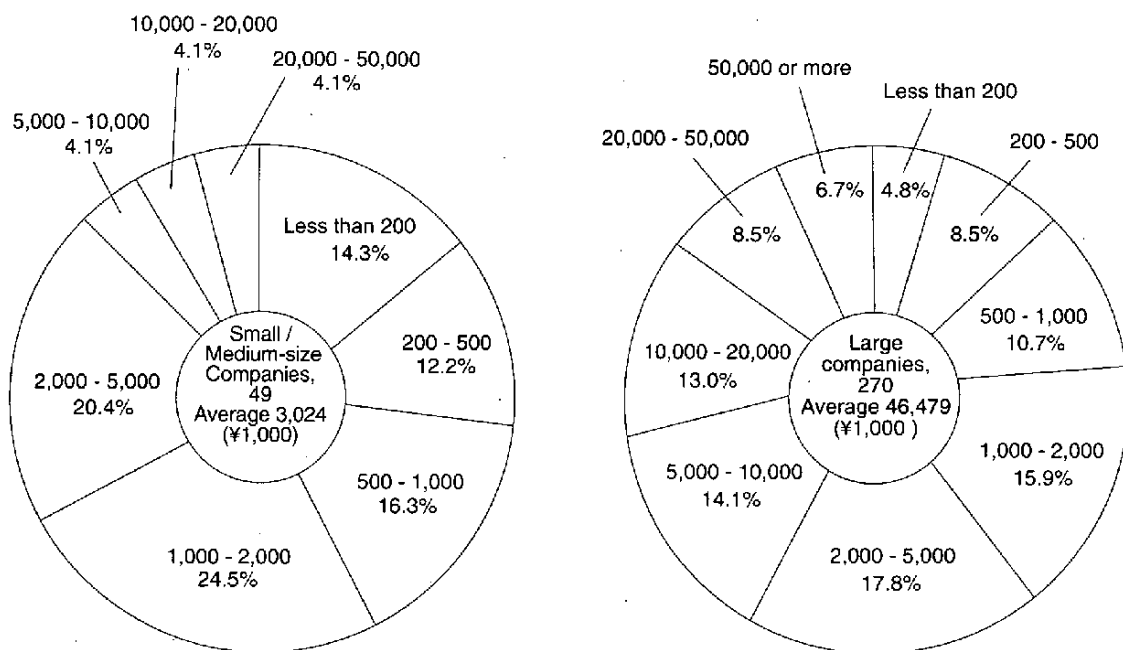 10,000 - 20,000
4.1%
20,000 - 50,000
4.1%
5,000 - 10,000
4.1%
Less than 200
14.3%
200 - 500
12.2%
500 - 1,000
16.3%
1,000 - 2,000
24.5%
2,000 - 5,000
20.4%
Small /
Medium-size
Companies,
49
Average 3,024
(¥1,000)
50,000 or more
6.7%
Less than 200
4.8%
200 - 500
8.5%
500 - 1,000
10.7%
1,000 - 2,000
15.9%
2,000 - 5,000
17.8%
5,000 - 10,000
14.1%
10,000 - 20,000
13.0%
20,000 - 50,000
8.5%
Large
companies,
270
Average 46,479
(¥1,000 )